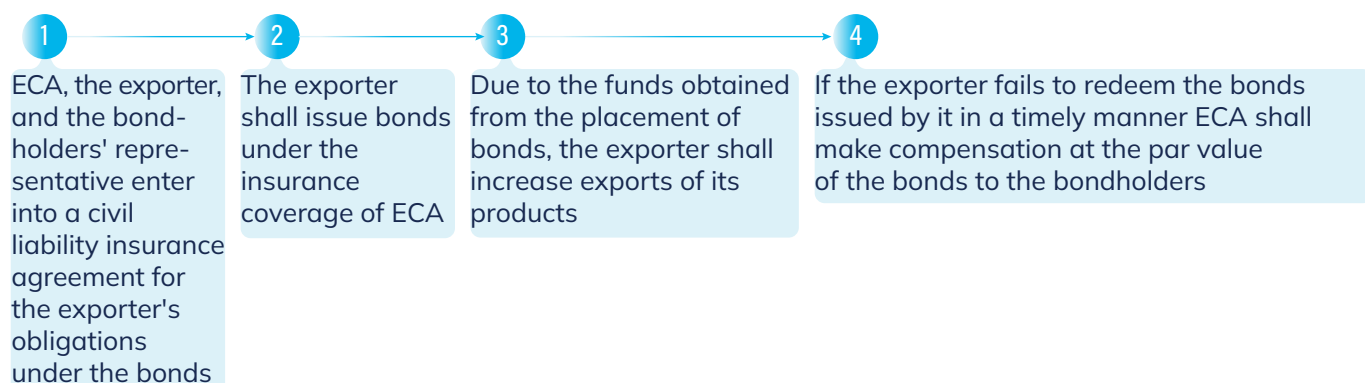 1
ECA, the exporter,
and the bond-
holders' repre-
sentative enter
into a civil
liability insurance
agreement for
the exporter's
obligations
under the bonds
2
The exporter
shall issue bonds
under the
insurance
coverage of ECA
3
Due to the funds obtained
from the placement of
bonds, the exporter shall
increase exports of its
products
4
If the exporter fails to redeem the bonds
issued by it in a timely manner ECA shall
make compensation at the par value
of the bonds to the bondholders